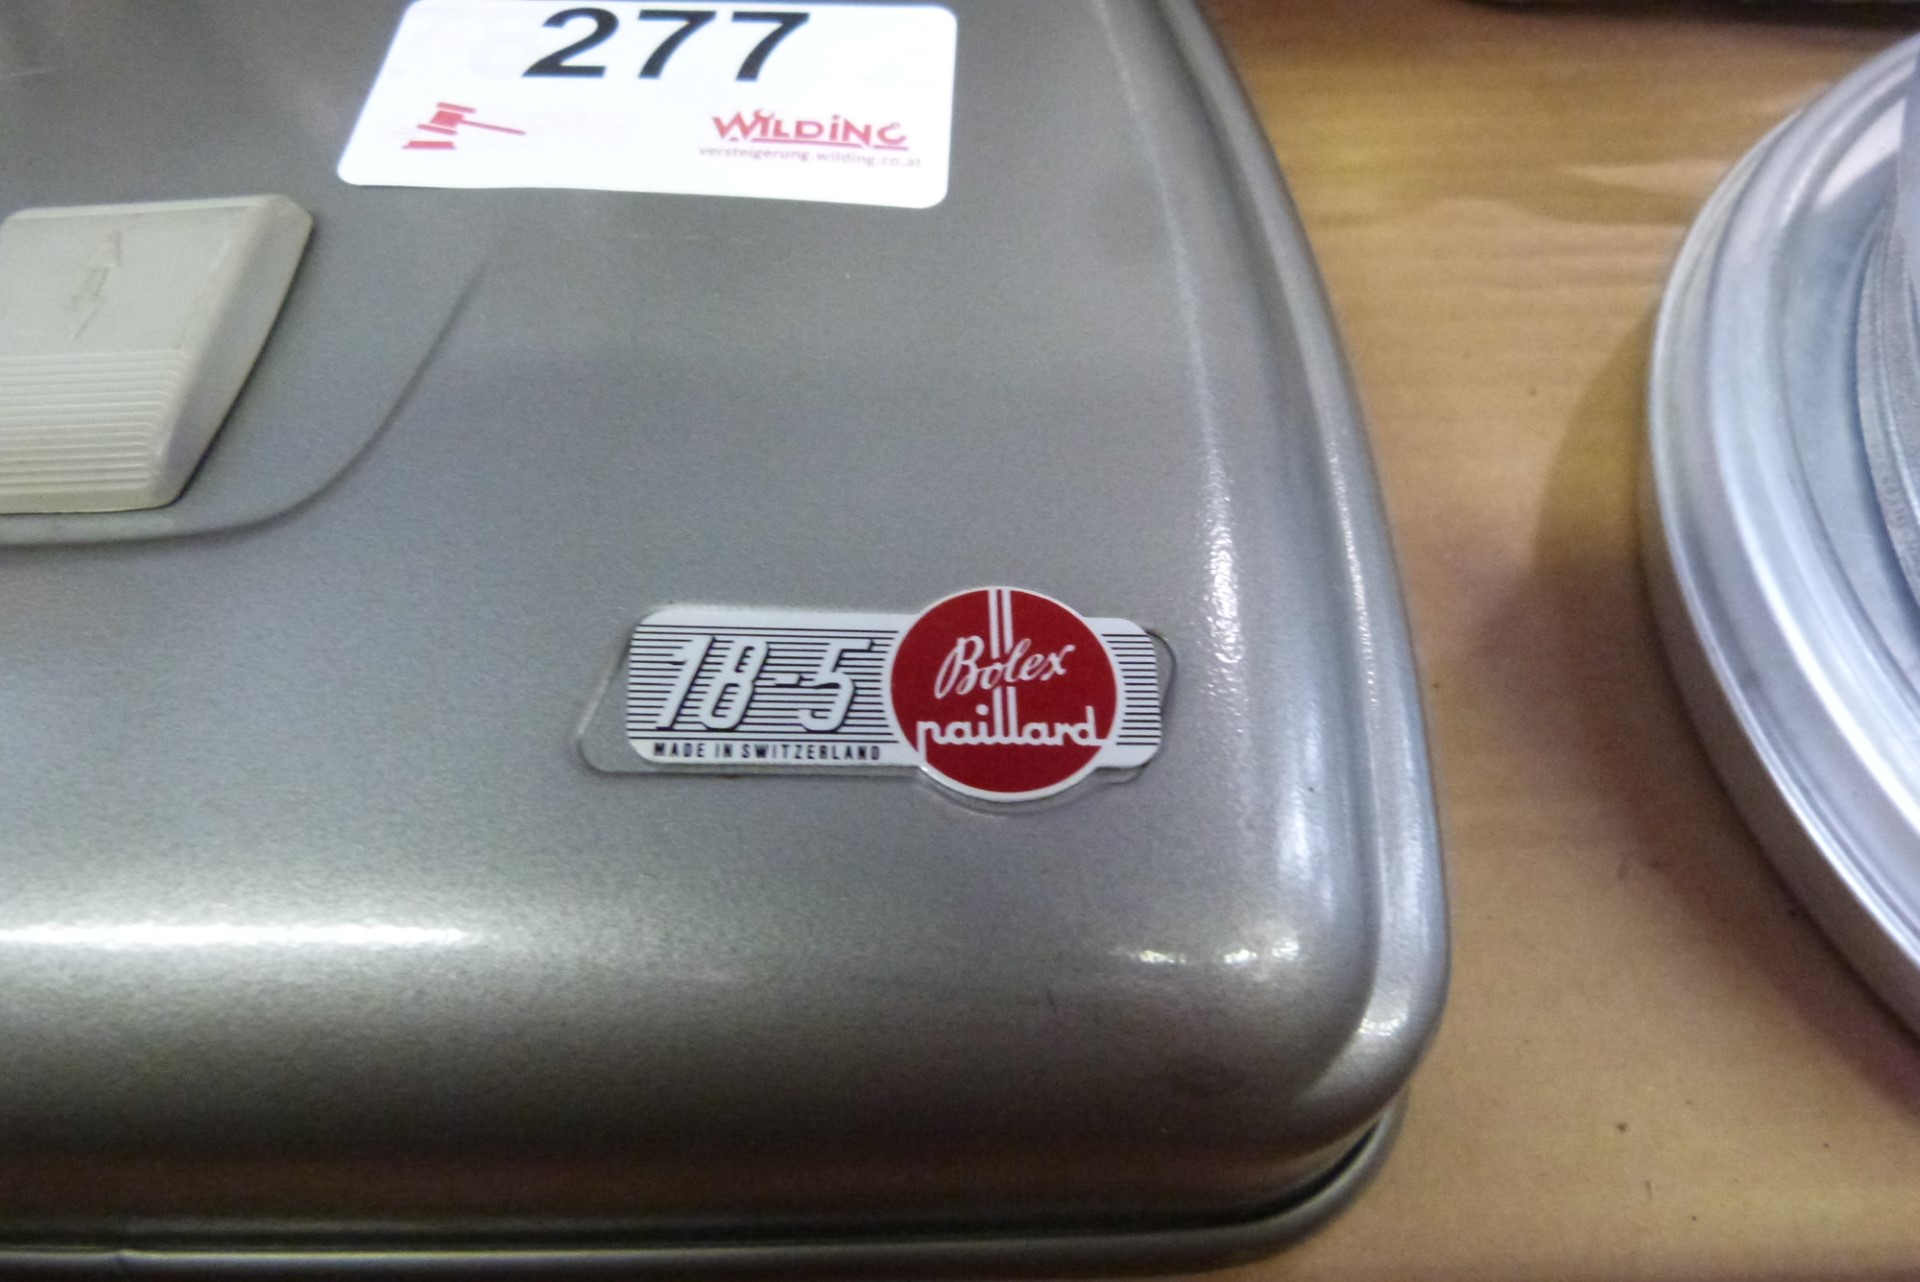 277
WILDING
versteigerung.wilding.co.at
18-5
MADE IN SWITZERLAND
Bolex
paillard